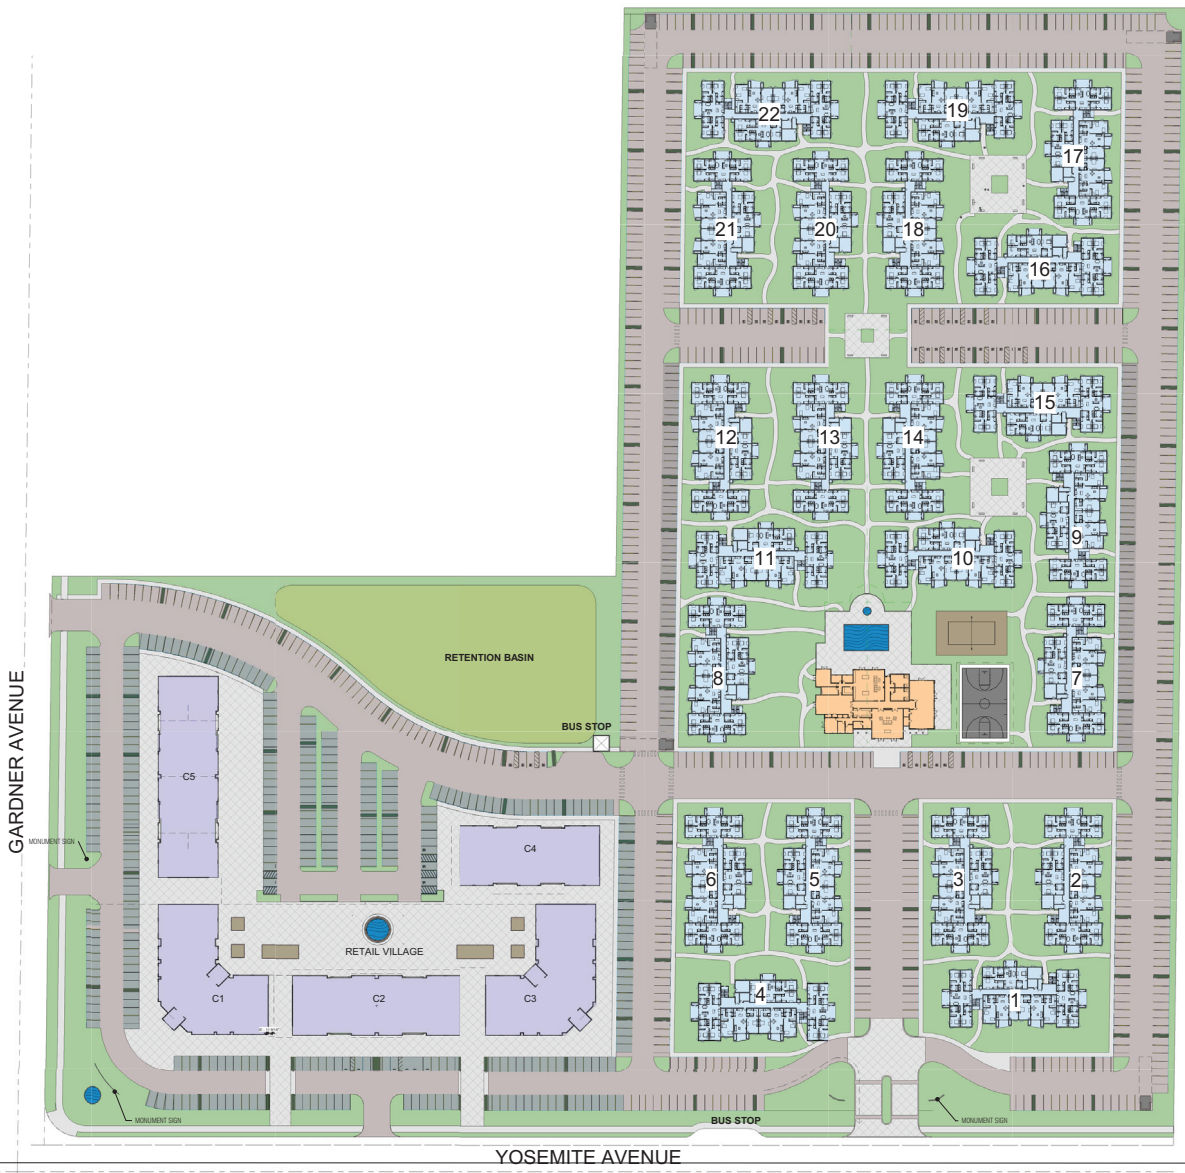 22
19
17
21
20
18
16
15
12
13
14
9
11
10
RETENTION BASIN
8
7
BUS STOP
GARDNER AVENUE
C5
MONUMENT SIGN
C4
6
5
3
2
RETAIL VILLAGE
C1
C2
C3
4
1
MONUMENT SIGN
BUS STOP
MONUMENT SIGN
YOSEMITE AVENUE